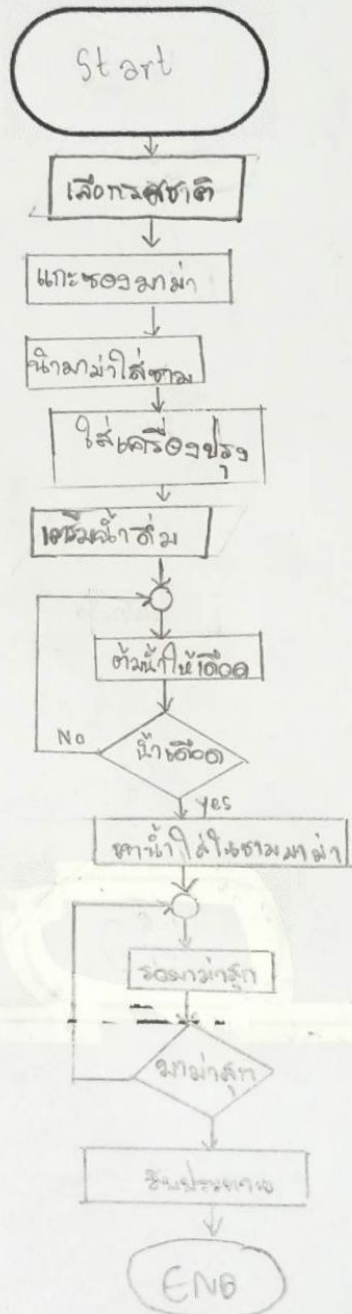 Start
เลือกรสชาติ
แกะซองมาม่า
นำมาม่าใส่ชาม
ใส่เครื่องปรุง
เตรียมน้ำต้ม
ต้มน้ำให้เดือด
น้ำเดือด
No
yes
เทน้ำใส่ในชามมาม่า
รอมาม่าสุก
มาม่าสุก
รับประทาน
END